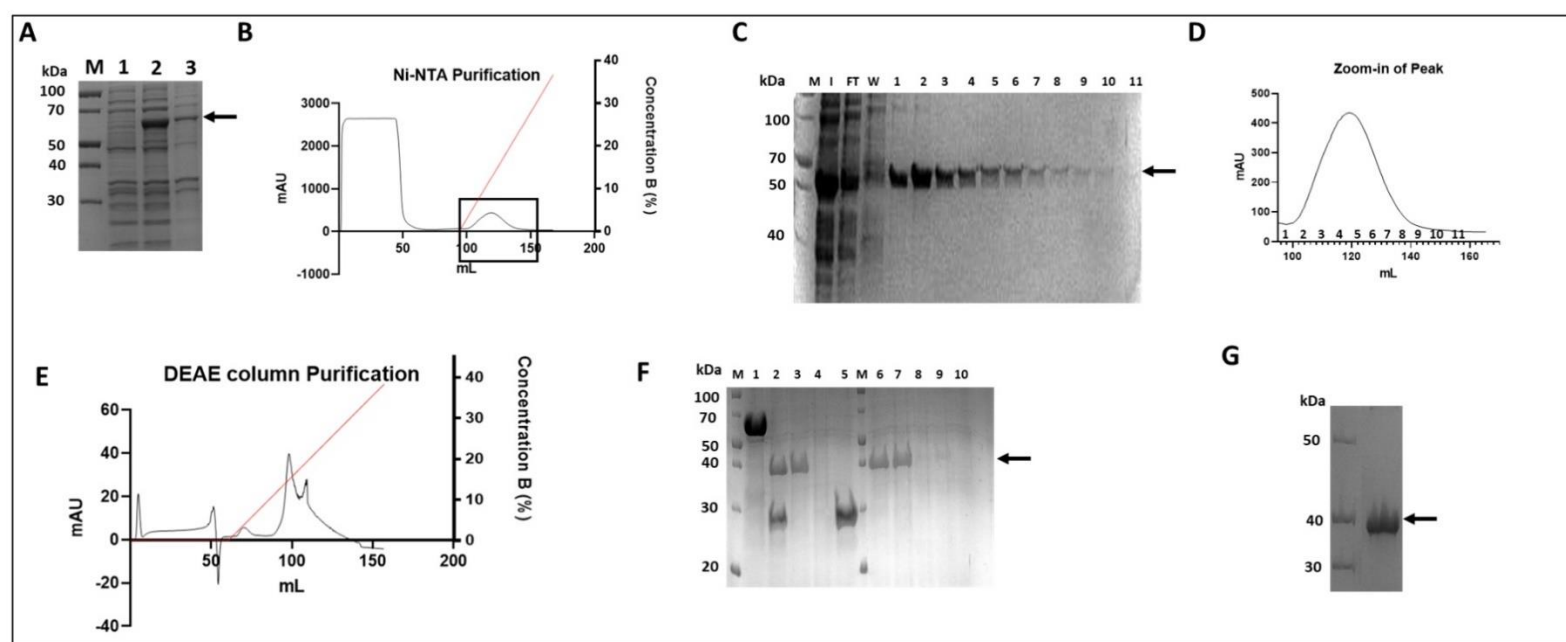 A
M 1 2 3
kDa
100
70
50
40
30
B
Ni-NTA Purification
3000
2000
1000
0
-1000
mAU
50 100 150 200
mL
40
30
20
10
0
Concentration B (%)
C
kDa M I FT W 1 2 3 4 5 6 7 8 9 10 11
100
70
50
40
D
Zoom-in of Peak
500
400
300
200
100
0
mAU
1 2 3 4 5 6 7 8 9 10 11
100 120 140 160
mL
E
DEAE column Purification
60
40
20
0
-20
-40
mAU
50 100 150 200
mL
40
30
20
10
0
Concentration B (%)
F
kDa M 1 2 3 4 5 M 6 7 8 9 10
100
70
50
40
30
20
G
kDa
50
40
30